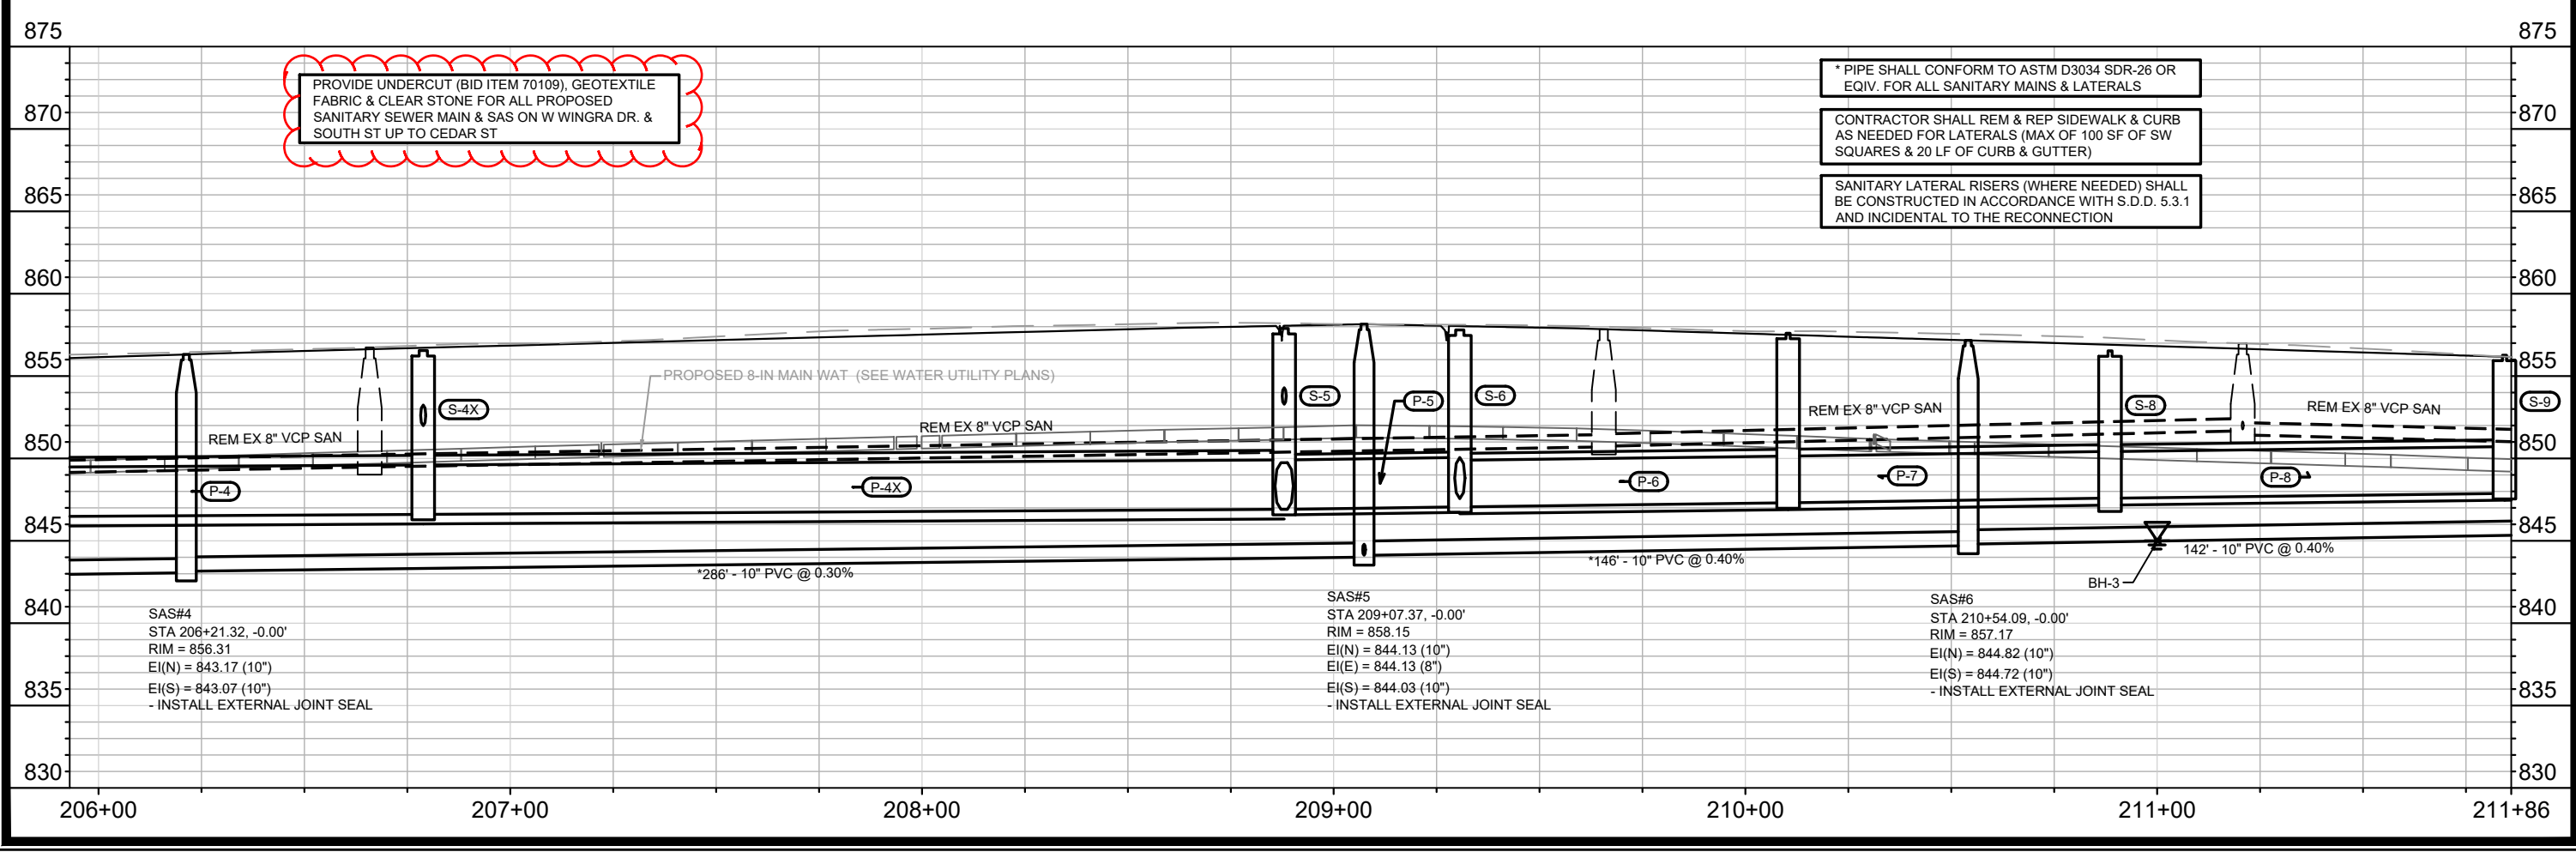 875
875
PROVIDE UNDERCUT (BID ITEM 70109), GEOTEXTILE
FABRIC & CLEAR STONE FOR ALL PROPOSED
SANITARY SEWER MAIN & SAS ON W WINGRA DR. &
SOUTH ST UP TO CEDAR ST
* PIPE SHALL CONFORM TO ASTM D3034 SDR-26 OR
EQIV. FOR ALL SANITARY MAINS & LATERALS
870
870
CONTRACTOR SHALL REM & REP SIDEWALK & CURB
AS NEEDED FOR LATERALS (MAX OF 100 SF OF SW
SQUARES & 20 LF OF CURB & GUTTER)
865
865
SANITARY LATERAL RISERS (WHERE NEEDED) SHALL
BE CONSTRUCTED IN ACCORDANCE WITH S.D.D. 5.3.1
AND INCIDENTAL TO THE RECONNECTION
860
860
855
855
PROPOSED 8-IN MAIN WAT (SEE WATER UTILITY PLANS)
S-4X
S-5
P-5
S-6
S-8
S-9
REM EX 8" VCP SAN
REM EX 8" VCP SAN
REM EX 8" VCP SAN
REM EX 8" VCP SAN
850
850
P-4
P-4X
P-6
P-7
P-8
845
845
*286' - 10" PVC @ 0.30%
*146' - 10" PVC @ 0.40%
142' - 10" PVC @ 0.40%
BH-3
840
840
SAS#4
STA 206+21.32, -0.00'
RIM = 856.31
EI(N) = 843.17 (10")
EI(S) = 843.07 (10")
- INSTALL EXTERNAL JOINT SEAL
SAS#5
STA 209+07.37, -0.00'
RIM = 858.15
EI(N) = 844.13 (10")
EI(E) = 844.13 (8")
EI(S) = 844.03 (10")
- INSTALL EXTERNAL JOINT SEAL
SAS#6
STA 210+54.09, -0.00'
RIM = 857.17
EI(N) = 844.82 (10")
EI(S) = 844.72 (10")
- INSTALL EXTERNAL JOINT SEAL
835
835
830
830
206+00
207+00
208+00
209+00
210+00
211+00
211+86